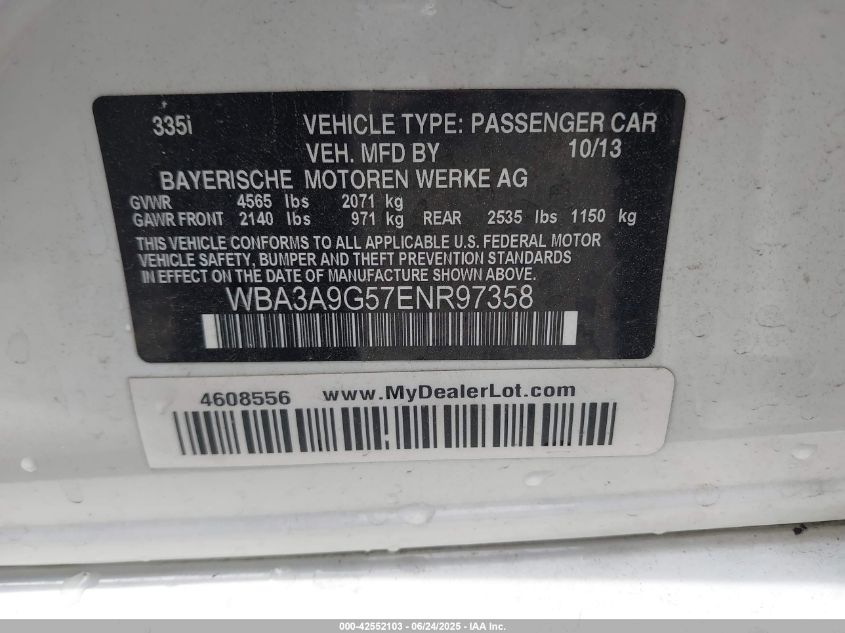 335i VEHICLE TYPE: PASSENGER CAR
VEH. MFD BY 10/13
BAYERISCHE MOTOREN WERKE AG
GVWR 4565 lbs 2071 kg
GAWR FRONT 2140 lbs 971 kg REAR 2535 lbs 1150 kg
THIS VEHICLE CONFORMS TO ALL APPLICABLE U.S. FEDERAL MOTOR
VEHICLE SAFETY, BUMPER AND THEFT PREVENTION STANDARDS
IN EFFECT ON THE DATE OF MANUFACTURE SHOWN ABOVE.
WBA3A9G57ENR97358
4608556 www.MyDealerLot.com
000-42552103 - 06/24/2025 - IAA Inc.